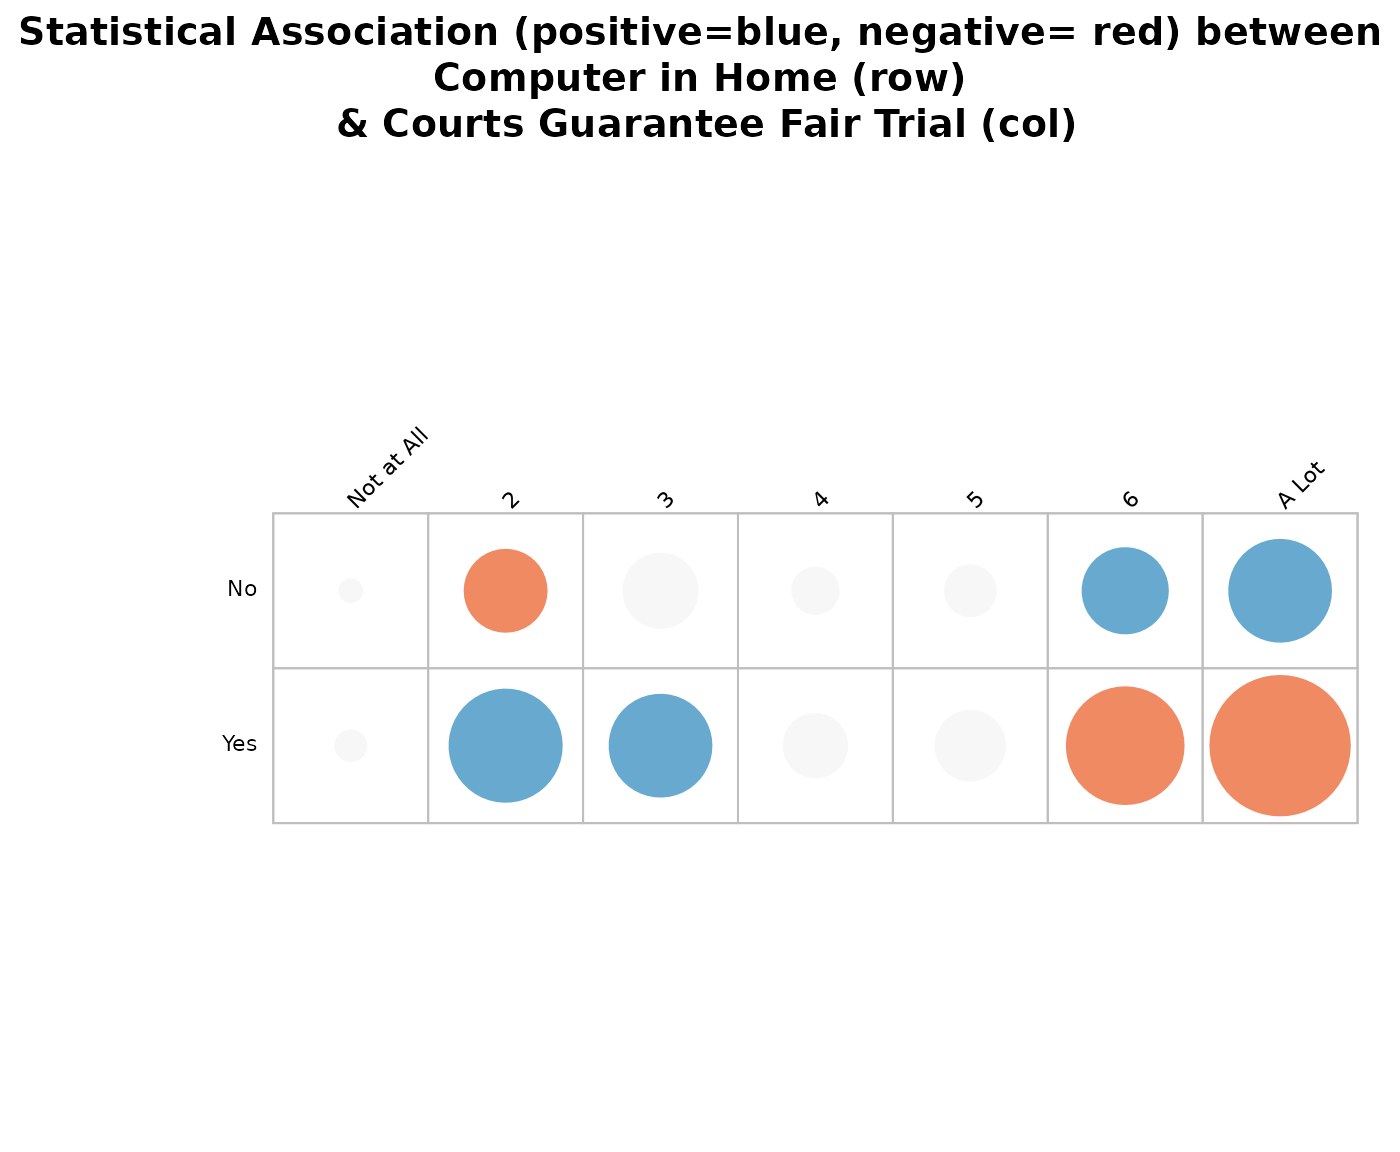 Statistical Association (positive=blue, negative= red) between
Computer in Home (row)
& Courts Guarantee Fair Trial (col)
Not at All
2
3
4
5
6
A Lot
No
Yes